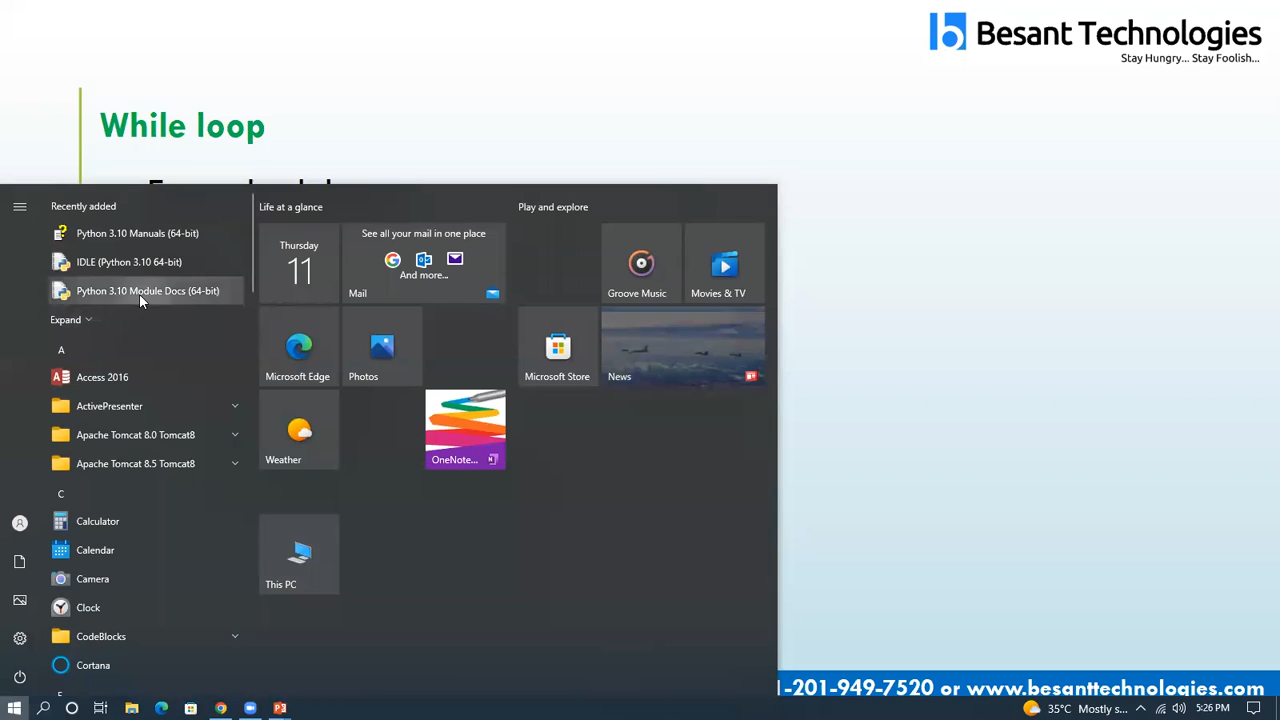 Besant Technologies
Stay Hungry... Stay Foolish...
While loop
Recently added
Python 3.10 Manuals (64-bit)
IDLE (Python 3.10 64-bit)
Python 3.10 Module Docs (64-bit)
Expand
A
Access 2016
ActivePresenter
Apache Tomcat 8.0 Tomcat8
Apache Tomcat 8.5 Tomcat8
C
Calculator
Calendar
Camera
Clock
CodeBlocks
Cortana
Life at a glance
Thursday
11
See all your mail in one place
And more...
Mail
Microsoft Edge
Photos
Weather
OneNote...
This PC
Play and explore
Groove Music
Movies & TV
Microsoft Store
News
-201-949-7520 or www.besanttechnologies.com
35°C Mostly s...
5:26 PM